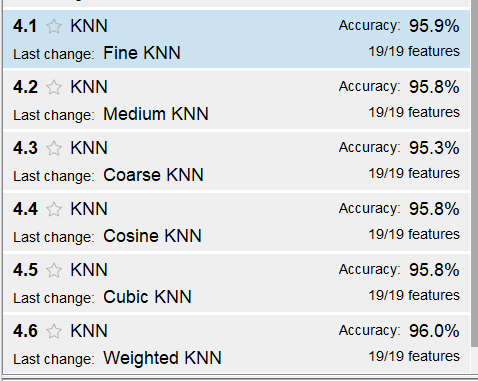 4.1 KNN Accuracy: 95.9%
Last change: Fine KNN 19/19 features
4.2 KNN Accuracy: 95.8%
Last change: Medium KNN 19/19 features
4.3 KNN Accuracy: 95.3%
Last change: Coarse KNN 19/19 features
4.4 KNN Accuracy: 95.8%
Last change: Cosine KNN 19/19 features
4.5 KNN Accuracy: 95.8%
Last change: Cubic KNN 19/19 features
4.6 KNN Accuracy: 96.0%
Last change: Weighted KNN 19/19 features